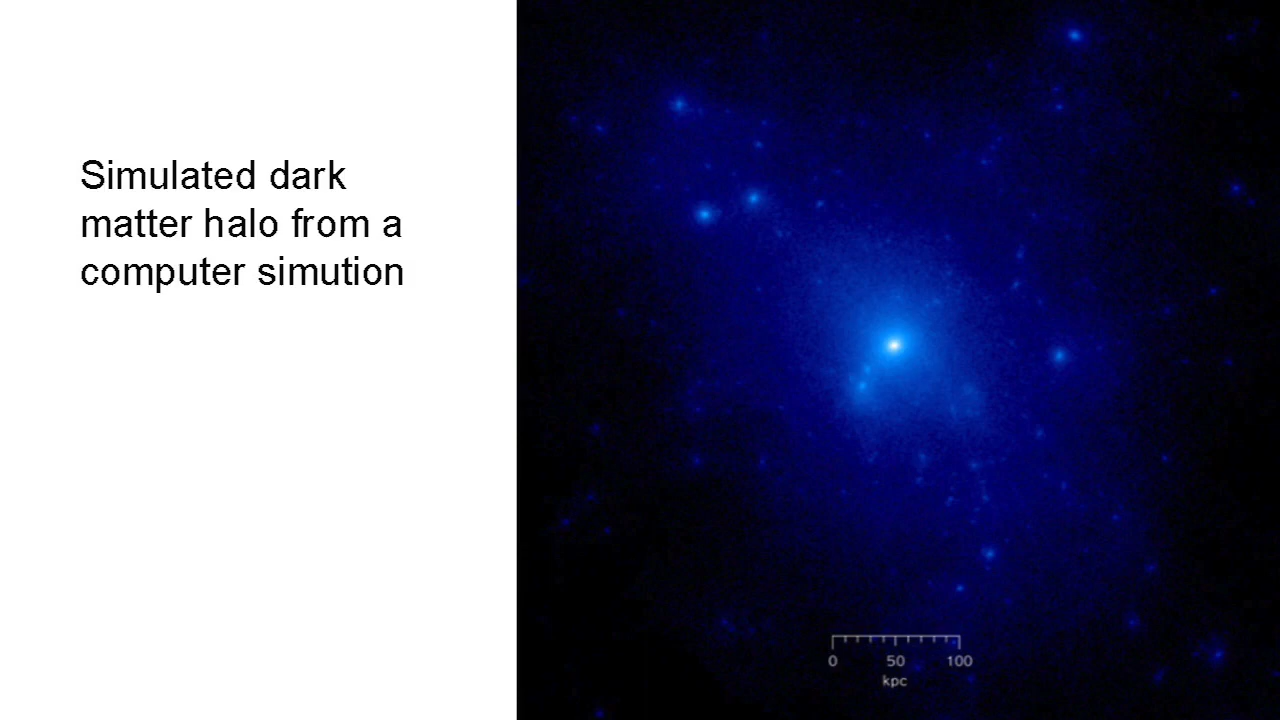 Simulated dark
matter halo from a
computer simution
0 50 100
kpc